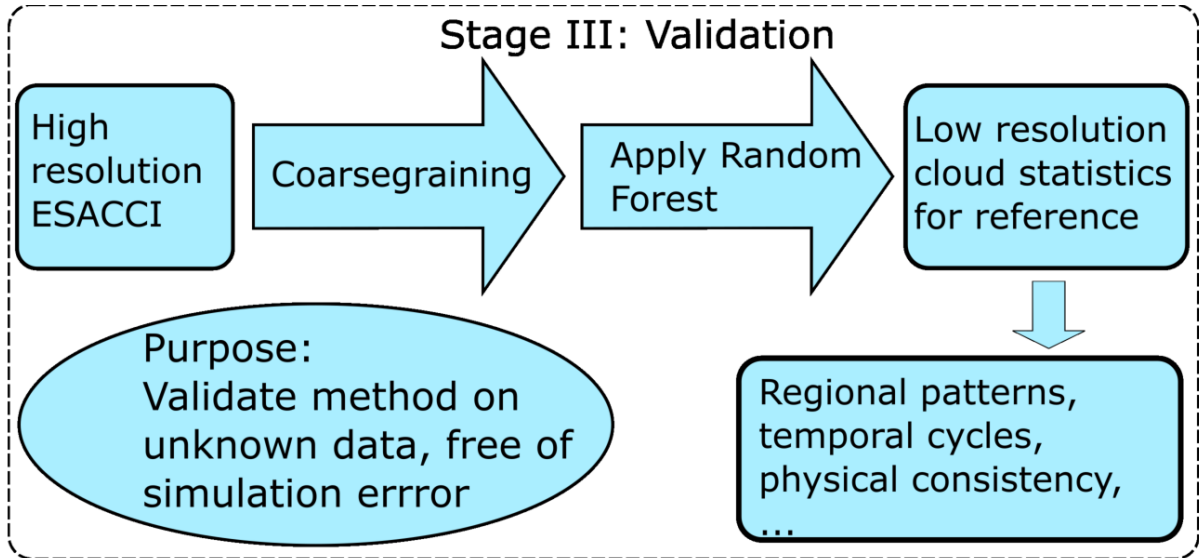 Stage III: Validation
High
resolution
ESACCI
Coarsegraining
Apply Random
Forest
Low resolution
cloud statistics
for reference
Purpose:
Validate method on
unknown data, free of
simulation errror
Regional patterns,
temporal cycles,
physical consistency,
...